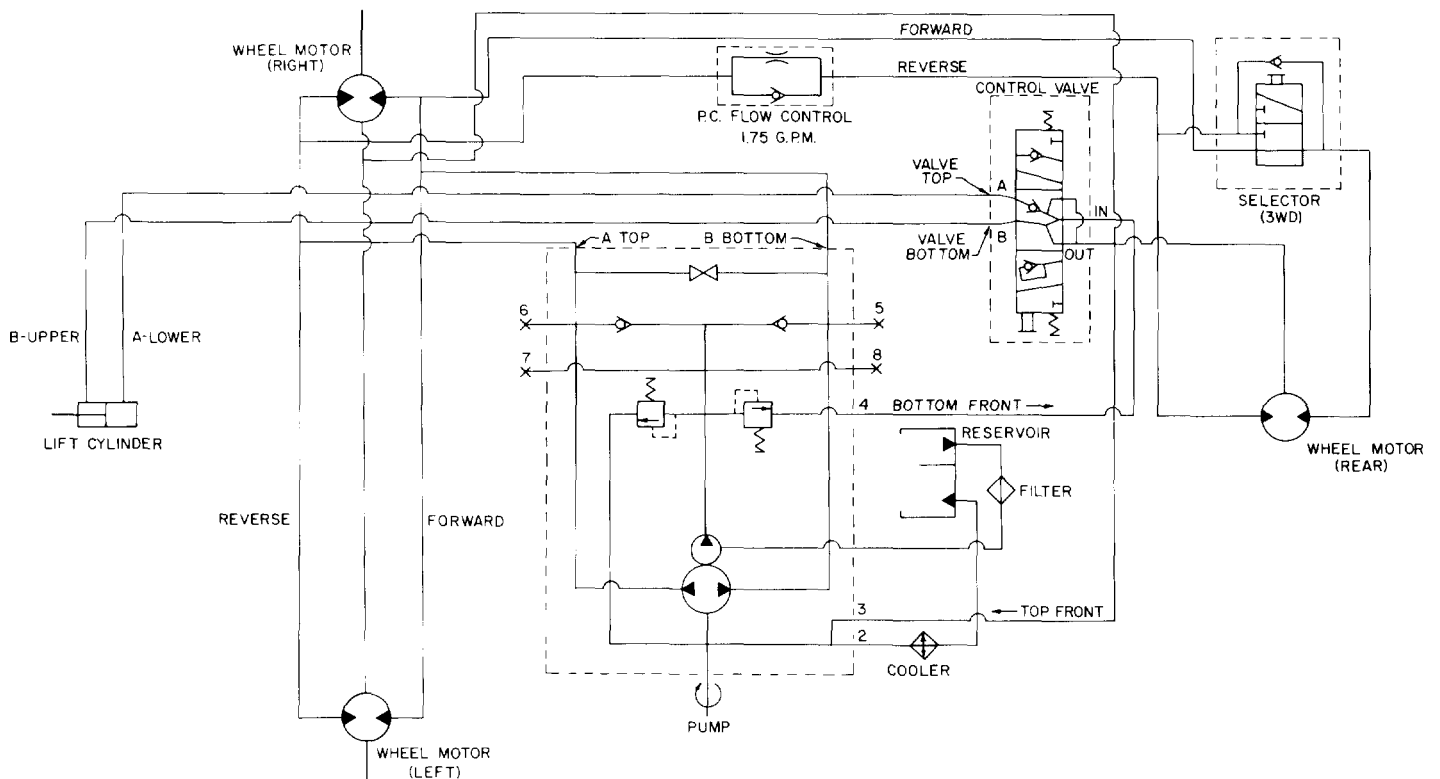 WHEEL MOTOR
(RIGHT)
FORWARD
REVERSE
P.C. FLOW CONTROL
1.75 G.P.M.
CONTROL VALVE
SELECTOR
(3WD)
VALVE
TOP
A
IN
B
VALVE
BOTTOM
OUT
A TOP
B BOTTOM
6
5
7
8
B-UPPER
A-LOWER
LIFT CYLINDER
4
BOTTOM FRONT
RESERVOIR
FILTER
WHEEL MOTOR
(REAR)
REVERSE
FORWARD
3
TOP FRONT
2
COOLER
PUMP
WHEEL MOTOR
(LEFT)